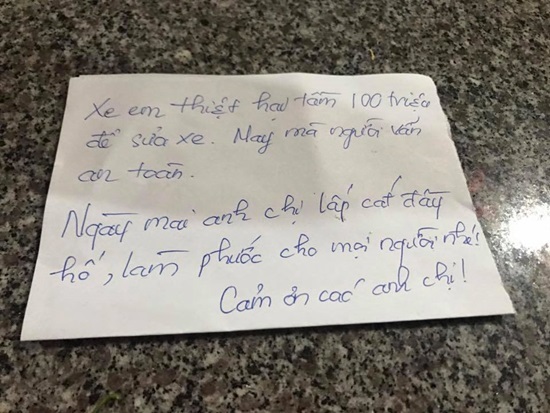 Xe em thiệt hại tầm 100 triệu
để sửa xe. May mà người vẫn
an toàn.
Ngày mai anh chị lấp cát đầy
hố, làm phước cho mọi người nhé!
Cảm ơn các anh chị!